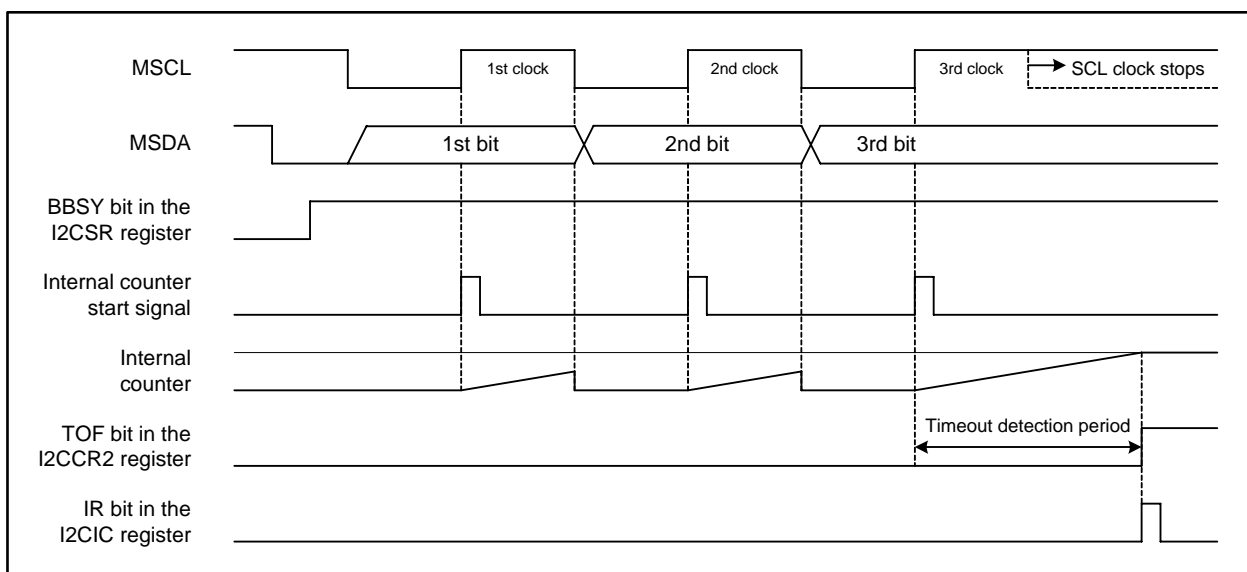 MSCL
1st clock
2nd clock
3rd clock
SCL clock stops
MSDA
1st bit
2nd bit
3rd bit
BBSY bit in the
I2CSR register
Internal counter
start signal
Internal
counter
TOF bit in the
I2CCR2 register
Timeout detection period
IR bit in the
I2CIC register